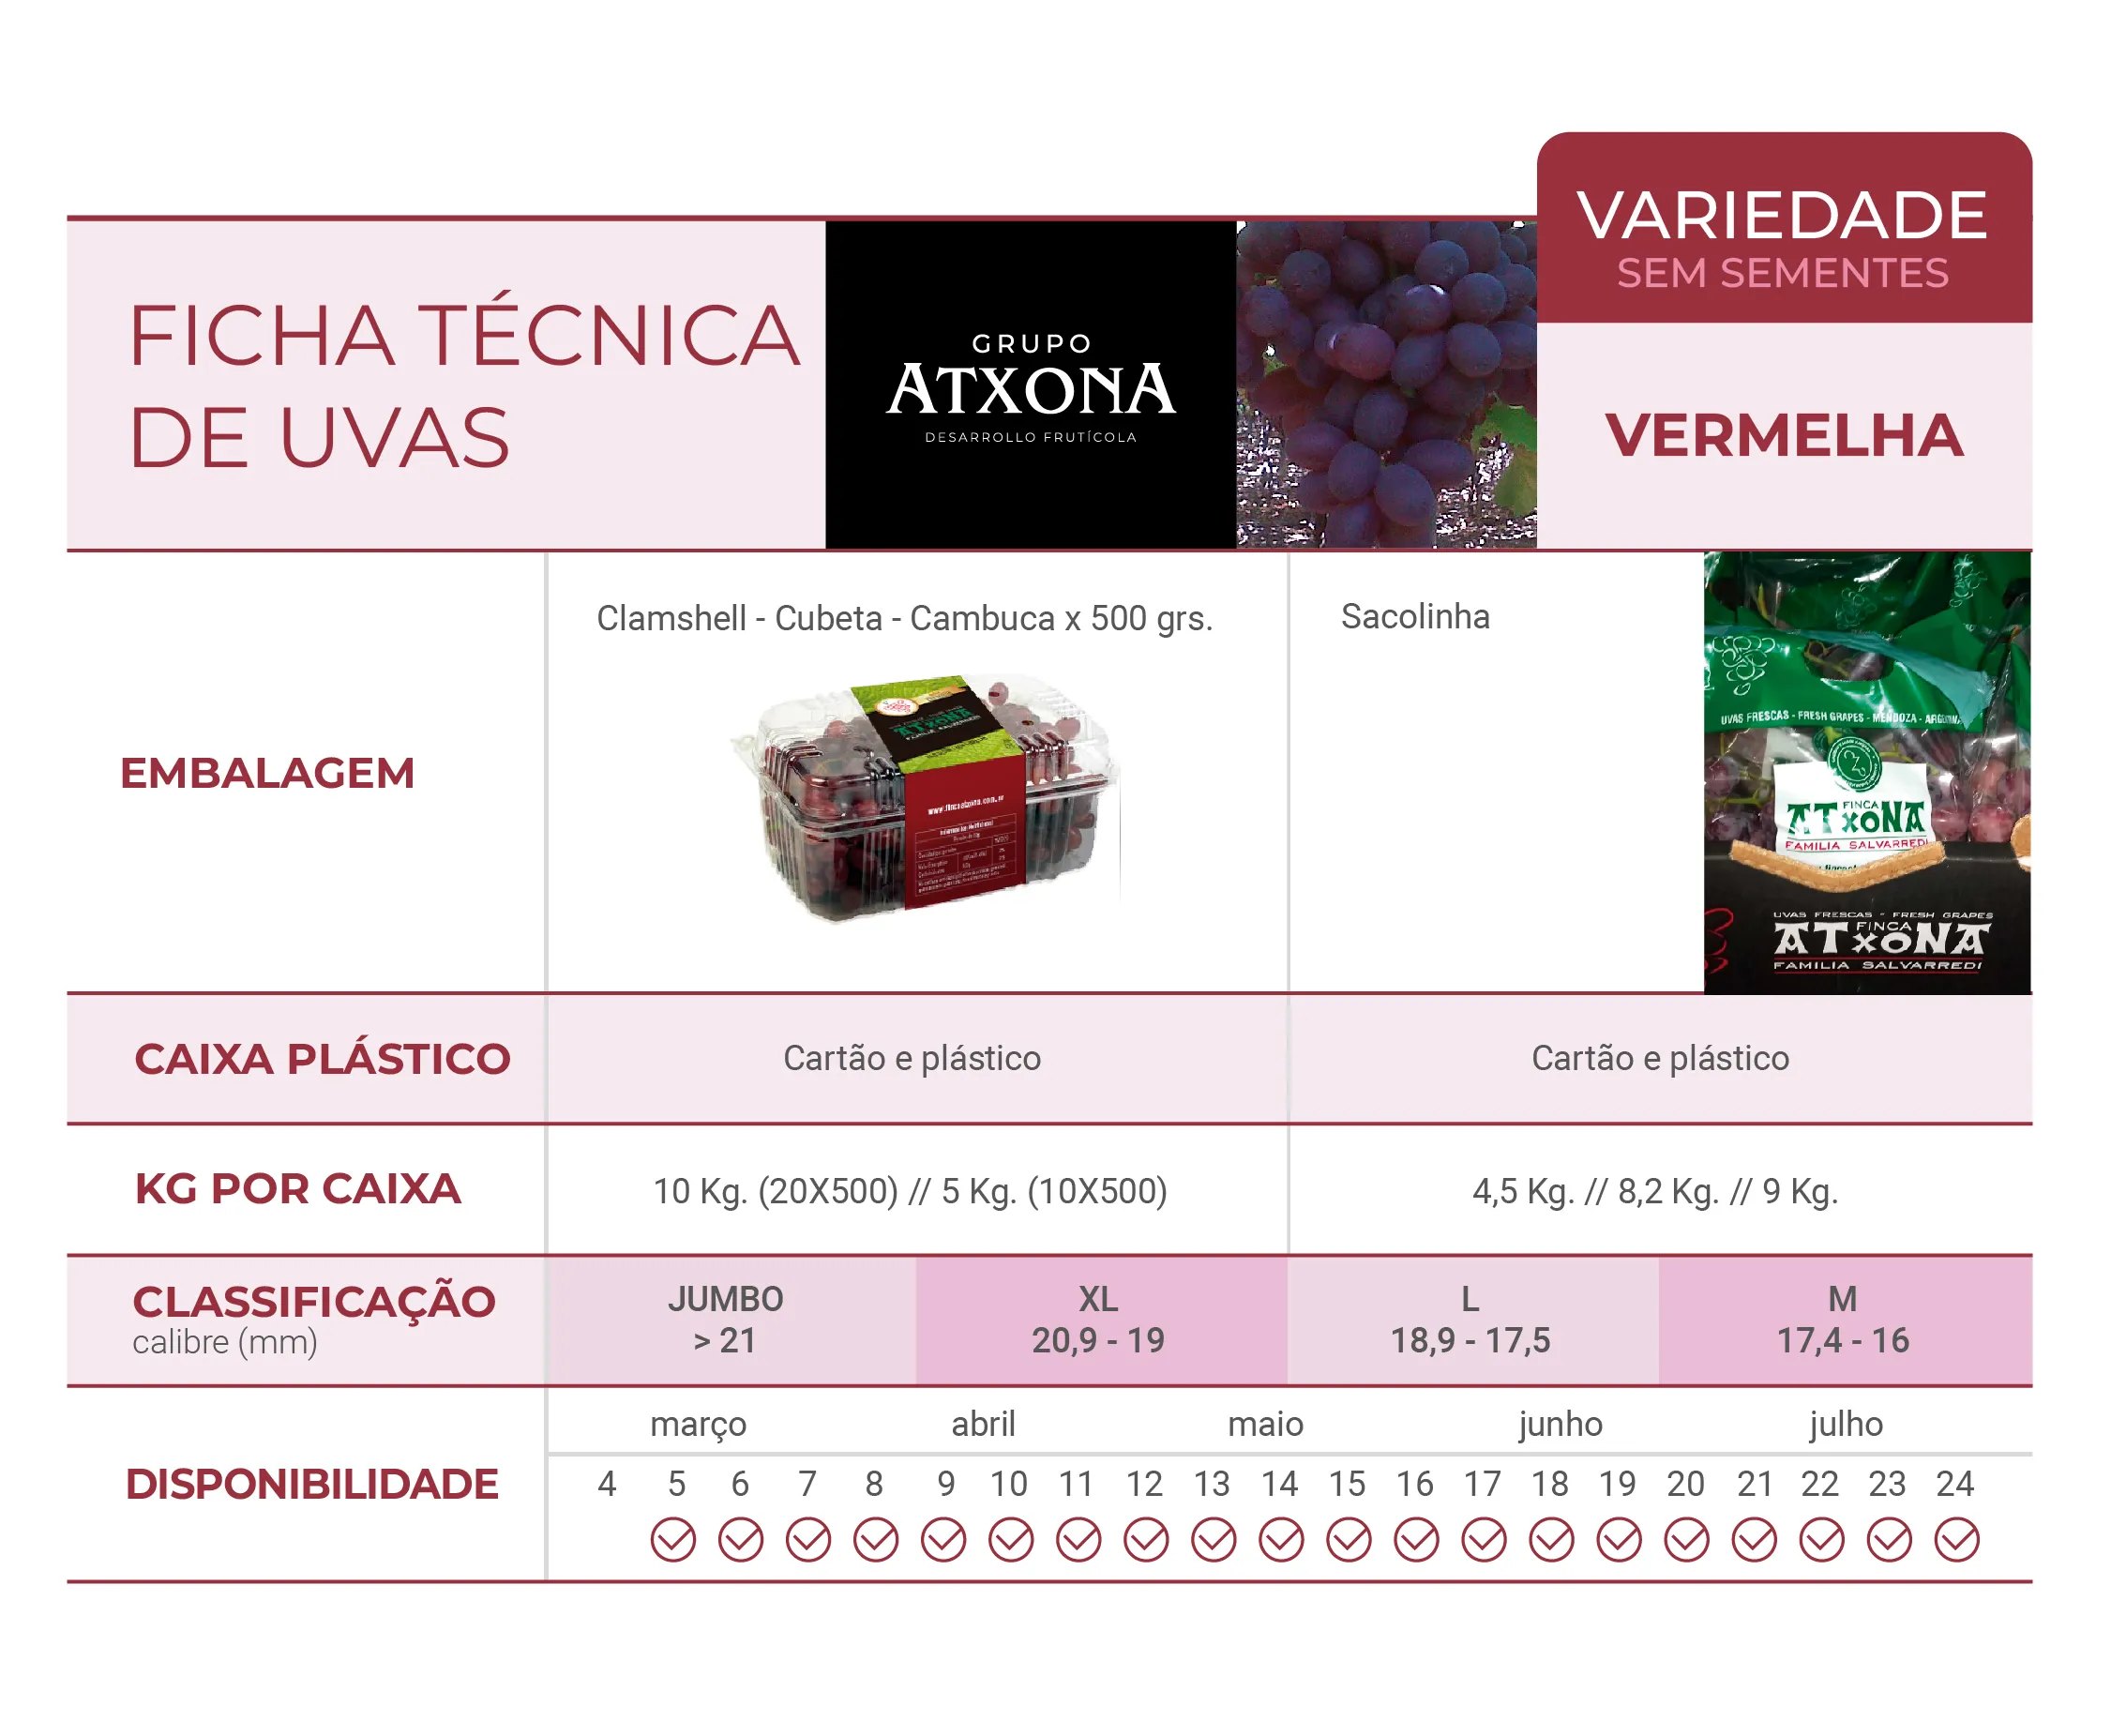 VARIEDADE
SEM SEMENTES
FICHA TÉCNICA
DE UVAS
GRUPO
ATXONA
DESARROLLO FRUTÍCOLA
VERMELHA
EMBALAGEM
Clamshell - Cubeta - Cambuca x 500 grs.
ATXONA
www.fincaatxona.com.ar
Sacolinha
UVAS FRESCAS - FRESH GRAPES - MENDOZA - ARGENTINA
FINCA
ATXONA
FAMILIA SALVARREDI
UVAS FRESCAS - FRESH GRAPES
FINCA
ATXONA
FAMILIA SALVARREDI
CAIXA PLÁSTICO
Cartão e plástico
Cartão e plástico
KG POR CAIXA
10 Kg. (20X500) // 5 Kg. (10X500)
4,5 Kg. // 8,2 Kg. // 9 Kg.
CLASSIFICAÇÃO
calibre (mm)
JUMBO
> 21
XL
20,9 - 19
L
18,9 - 17,5
M
17,4 - 16
DISPONIBILIDADE
março abril maio junho julho
4 5 6 7 8 9 10 11 12 13 14 15 16 17 18 19 20 21 22 23 24